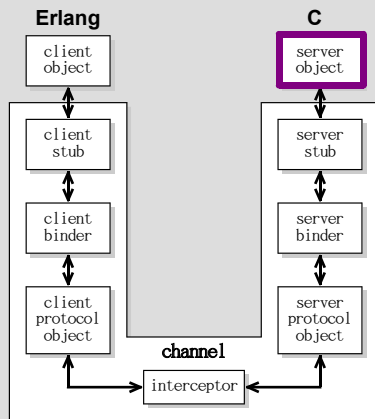 Erlang
C
client
object
server
object
client
stub
server
stub
client
binder
server
binder
client
protocol
object
server
protocol
object
channel
interceptor